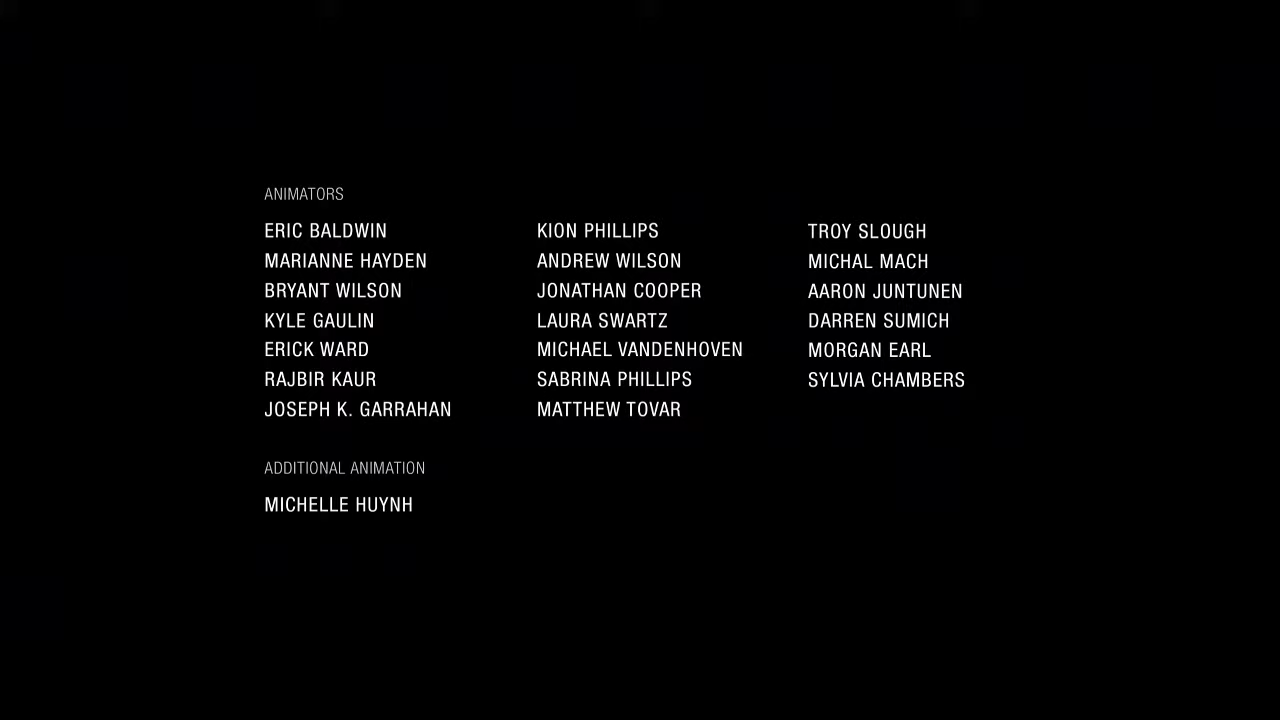 ANIMATORS
ERIC BALDWIN
MARIANNE HAYDEN
BRYANT WILSON
KYLE GAULIN
ERICK WARD
RAJBIR KAUR
JOSEPH K. GARRAHAN
KION PHILLIPS
ANDREW WILSON
JONATHAN COOPER
LAURA SWARTZ
MICHAEL VANDENHOVEN
SABRINA PHILLIPS
MATTHEW TOVAR
TROY SLOUGH
MICHAL MACH
AARON JUNTUNEN
DARREN SUMICH
MORGAN EARL
SYLVIA CHAMBERS
ADDITIONAL ANIMATION
MICHELLE HUYNH